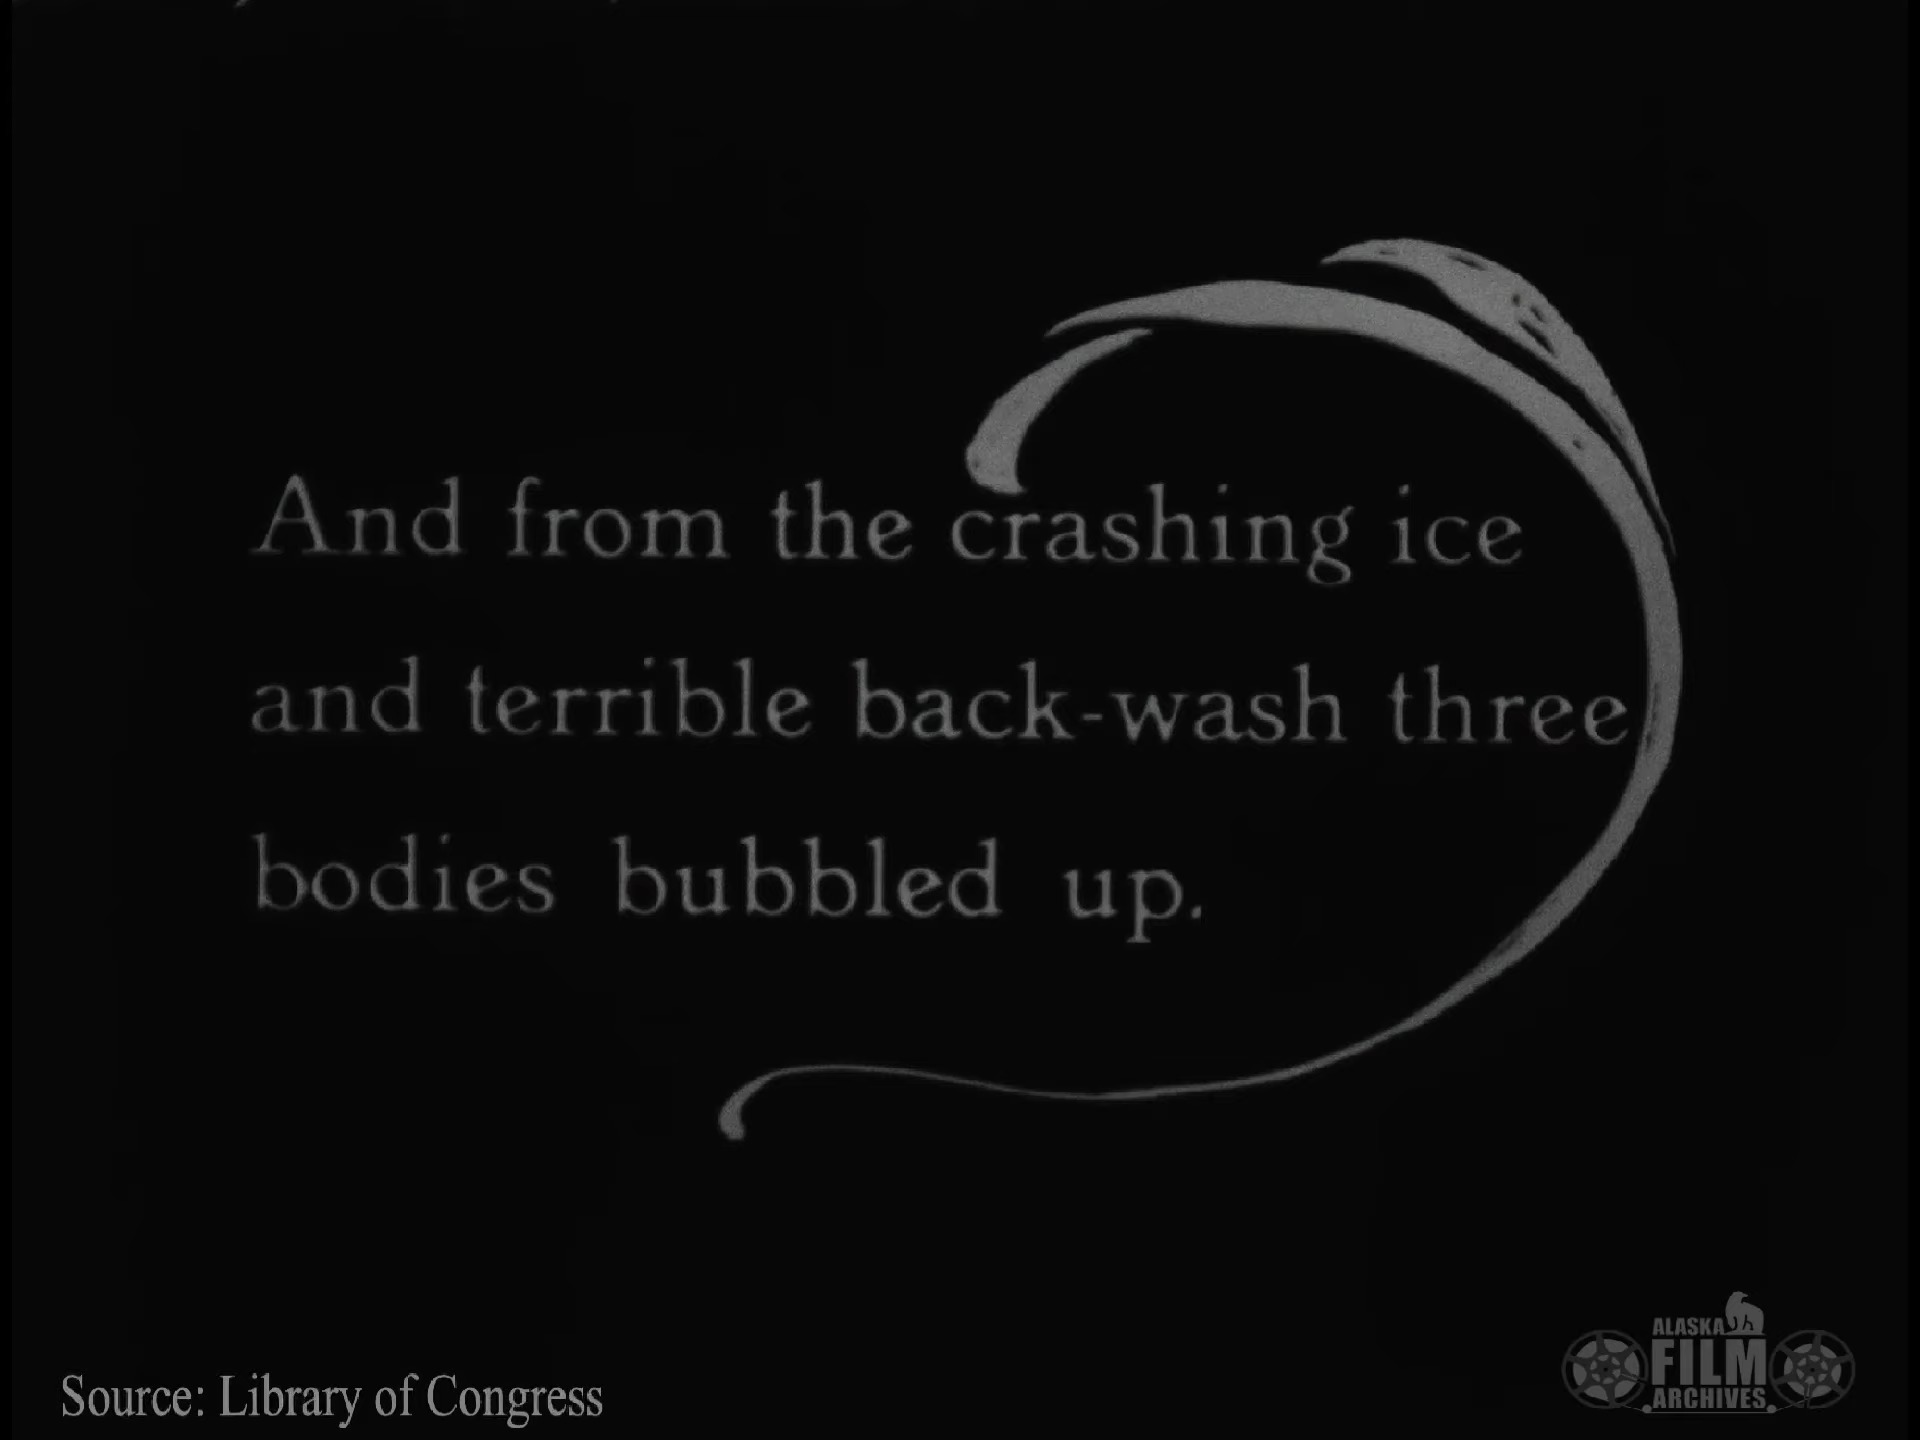 And from the crashing ice
and terrible back-wash three
bodies bubbled up.
Source: Library of Congress
ALASKA
FILM
ARCHIVES